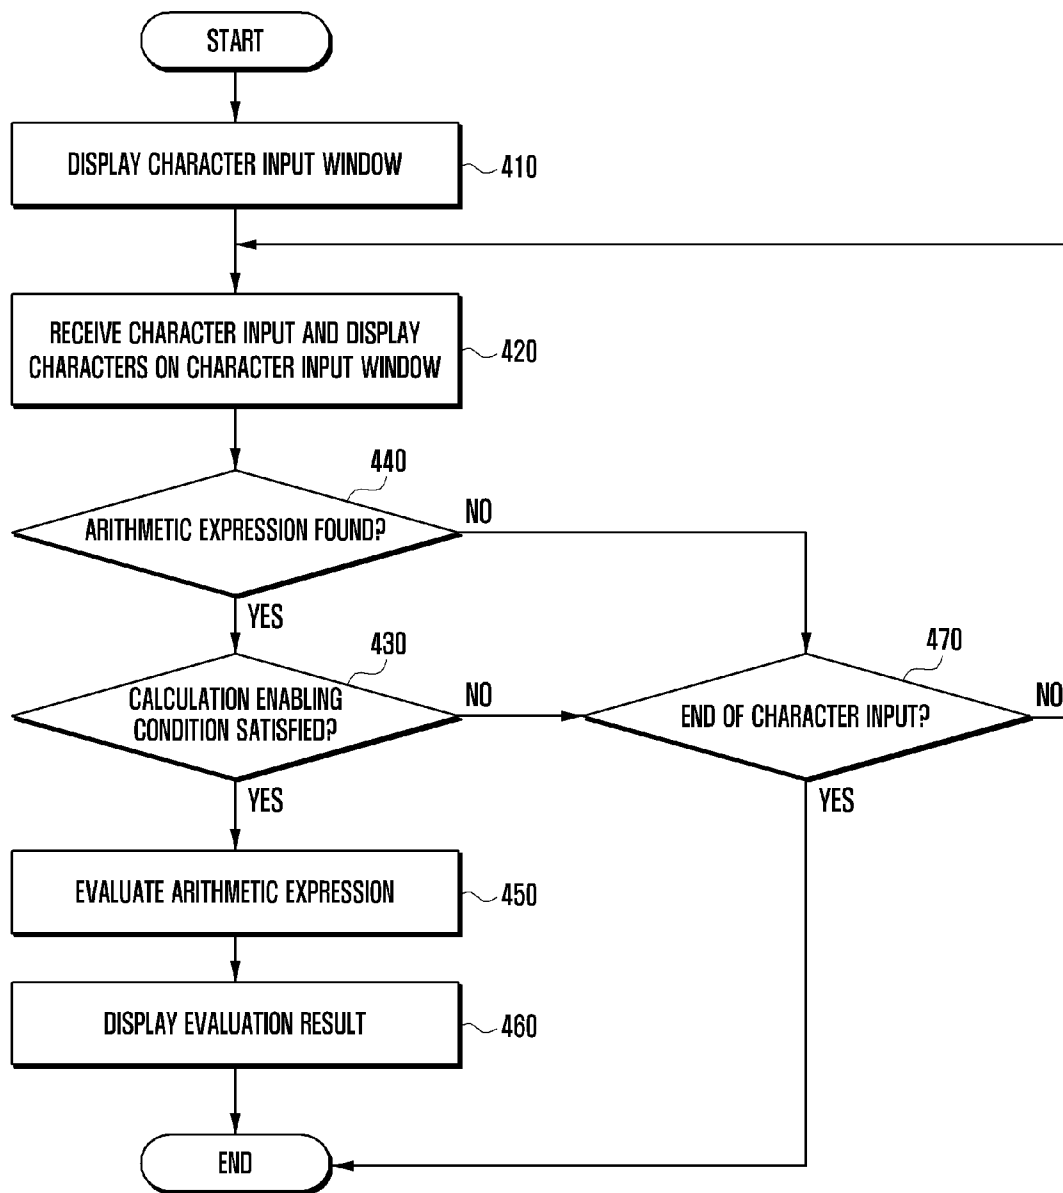 START
DISPLAY CHARACTER INPUT WINDOW
410
RECEIVE CHARACTER INPUT AND DISPLAY
CHARACTERS ON CHARACTER INPUT WINDOW
420
440
ARITHMETIC EXPRESSION FOUND?
NO
YES
430
CALCULATION ENABLING
CONDITION SATISFIED?
NO
YES
470
END OF CHARACTER INPUT?
NO
YES
EVALUATE ARITHMETIC EXPRESSION
450
DISPLAY EVALUATION RESULT
460
END